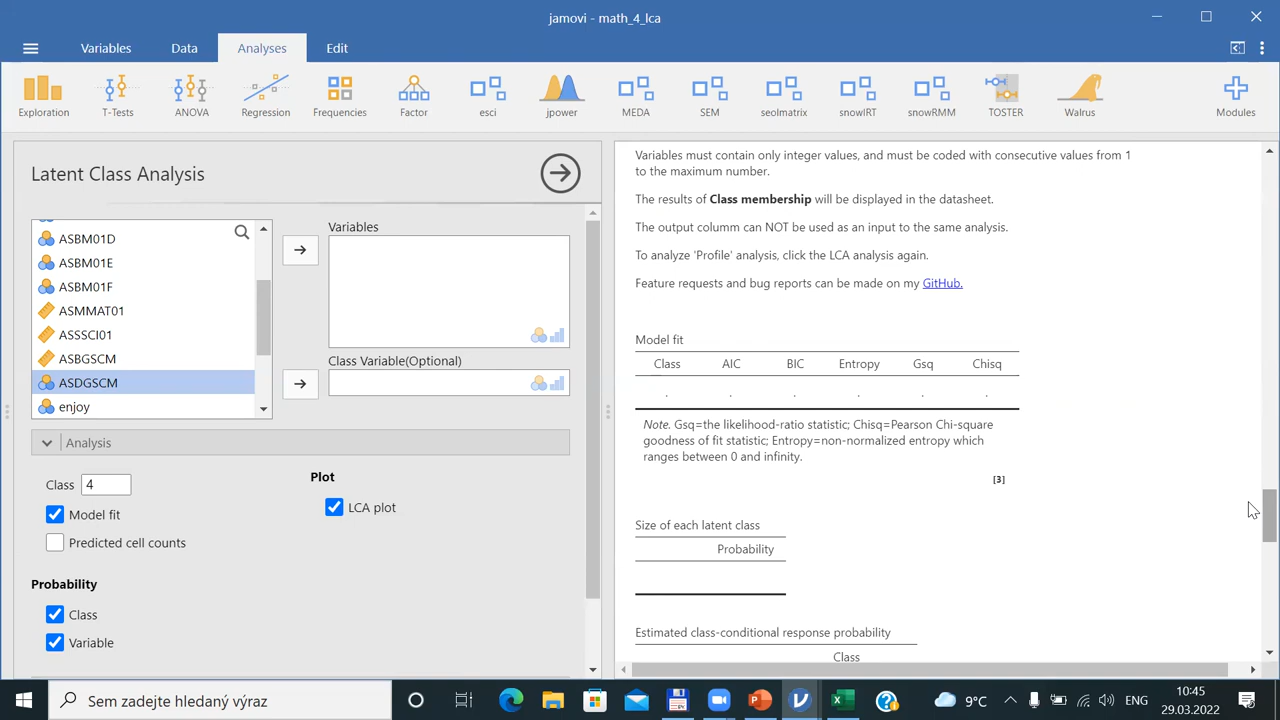 jamovi - math_4_lca
Variables
Data
Analyses
Edit
Exploration
T-Tests
ANOVA
Regression
Frequencies
Factor
esci
jpower
MEDA
SEM
seolmatrix
snowIRT
snowRMM
TOSTER
Walrus
Modules
Latent Class Analysis
ASBM01D
ASBM01E
ASBM01F
ASMMAT01
ASSSCI01
ASBGSCM
ASDGSCM
enjoy
Variables
Class Variable(Optional)
Analysis
Class 4
Model fit
Predicted cell counts
Plot
LCA plot
Probability
Class
Variable
Variables must contain only integer values, and must be coded with consecutive values from 1
to the maximum number.
The results of Class membership will be displayed in the datasheet.
The output columm can NOT be used as an input to the same analysis.
To analyze 'Profile' analysis, click the LCA analysis again.
Feature requests and bug reports can be made on my GitHub.
Model fit
Class AIC BIC Entropy Gsq Chisq
. . . . . .
Note. Gsq=the likelihood-ratio statistic; Chisq=Pearson Chi-square
goodness of fit statistic; Entropy=non-normalized entropy which
ranges between 0 and infinity.
[3]
Size of each latent class
Probability
Estimated class-conditional response probability
Class
Sem zadejte hledaný výraz
9°C
ENG
10:45
29.03.2022